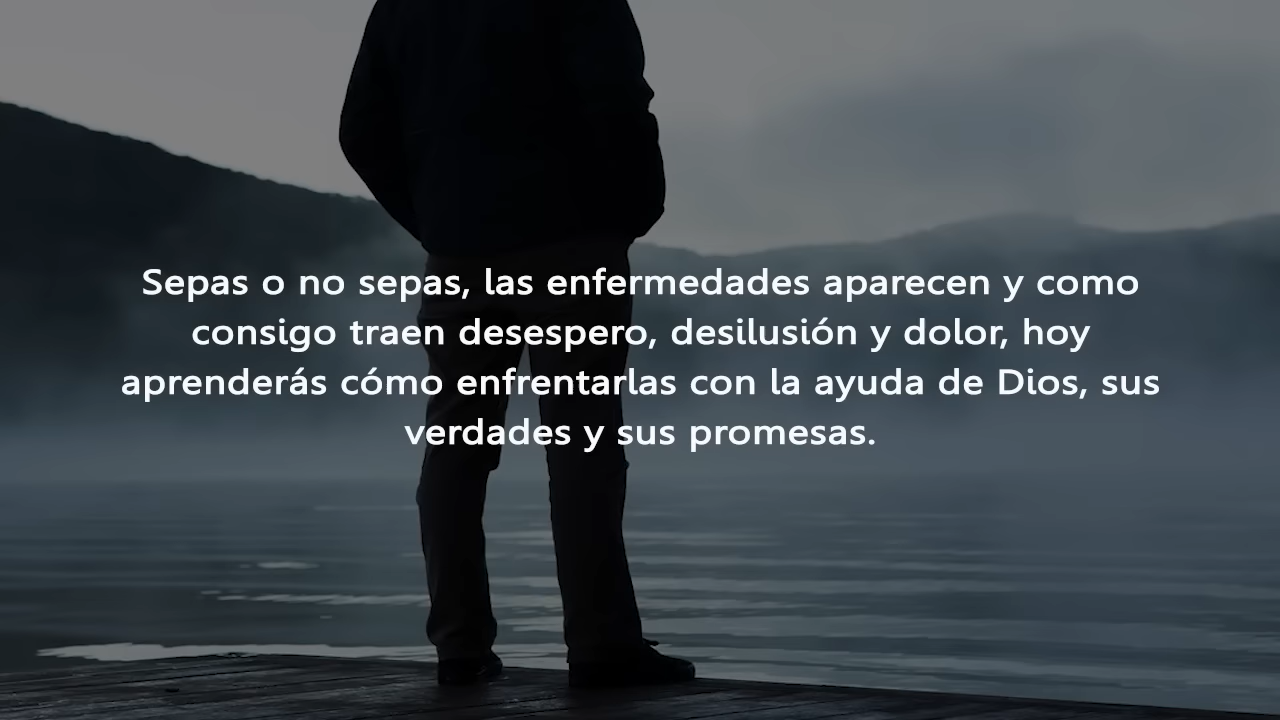 Sepas o no sepas, las enfermedades aparecen y como
consigo traen desespero, desilusión y dolor, hoy
aprenderás cómo enfrentarlas con la ayuda de Dios, sus
verdades y sus promesas.